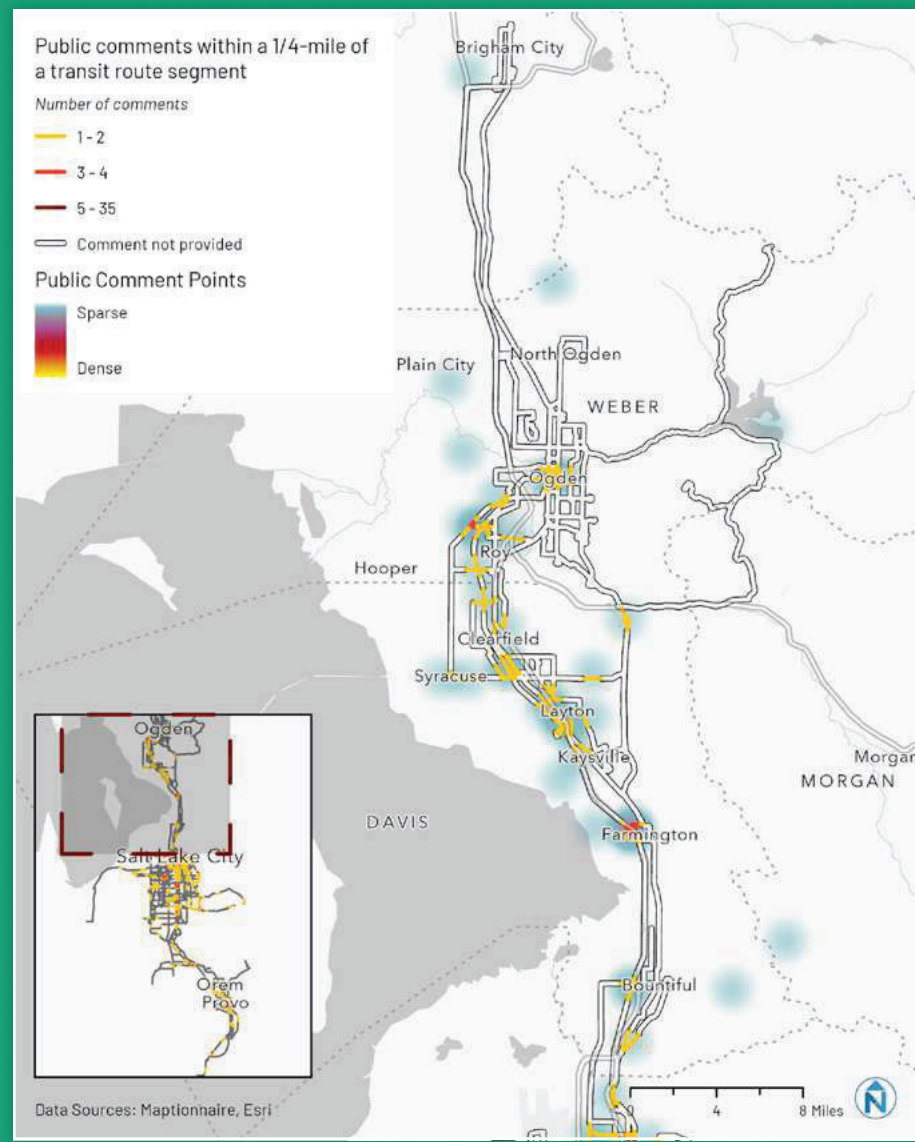 Public comments within a 1/4-mile of
a transit route segment
Number of comments
1 - 2
3 - 4
5 - 35
Comment not provided
Public Comment Points
Sparse
Dense
Brigham City
North Ogden
Plain City
WEBER
Ogden
Roy
Hooper
Clearfield
Syracuse
Layton
Kaysville
Morgan
MORGAN
DAVIS
Farmington
Bountiful
Ogden
Salt Lake City
Orem
Provo
0 4 8 Miles
N
Data Sources: Maptionnaire, Esri